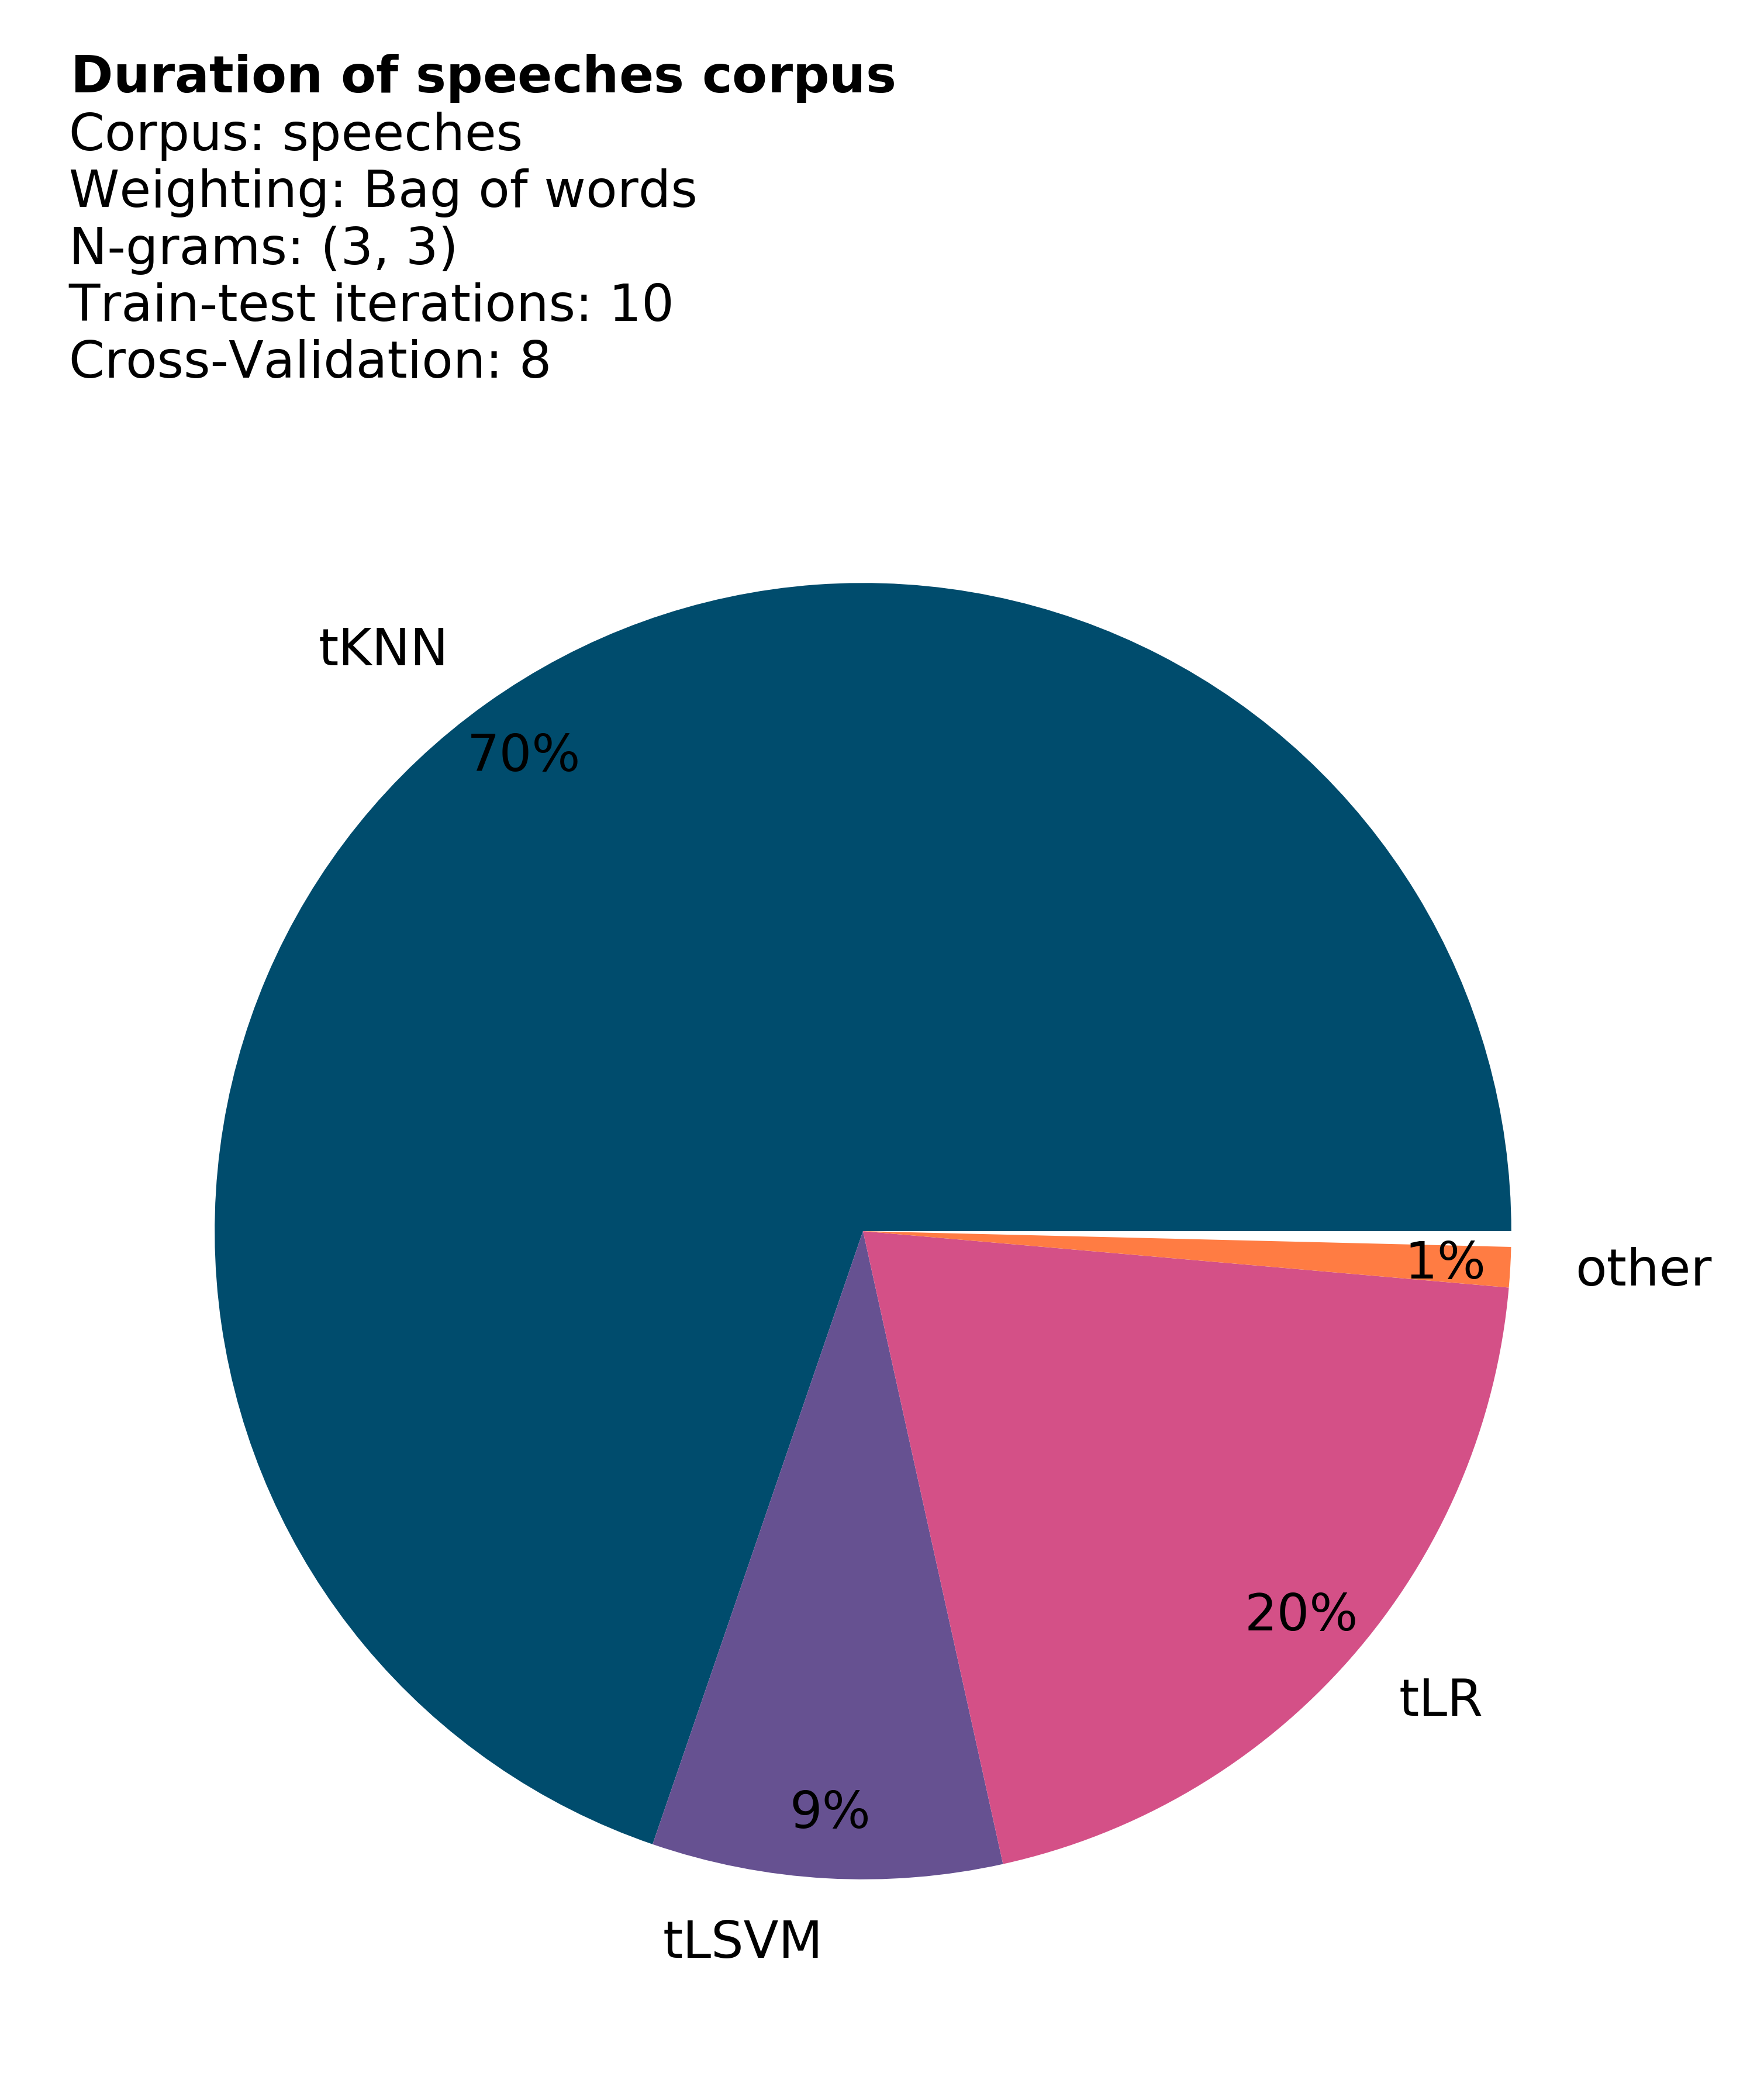 Duration of speeches corpus
Corpus: speeches
Weighting: Bag of words
N-grams: (3, 3)
Train-test iterations: 10
Cross-Validation: 8
tKNN
70%
1%
other
20%
tLR
9%
tLSVM